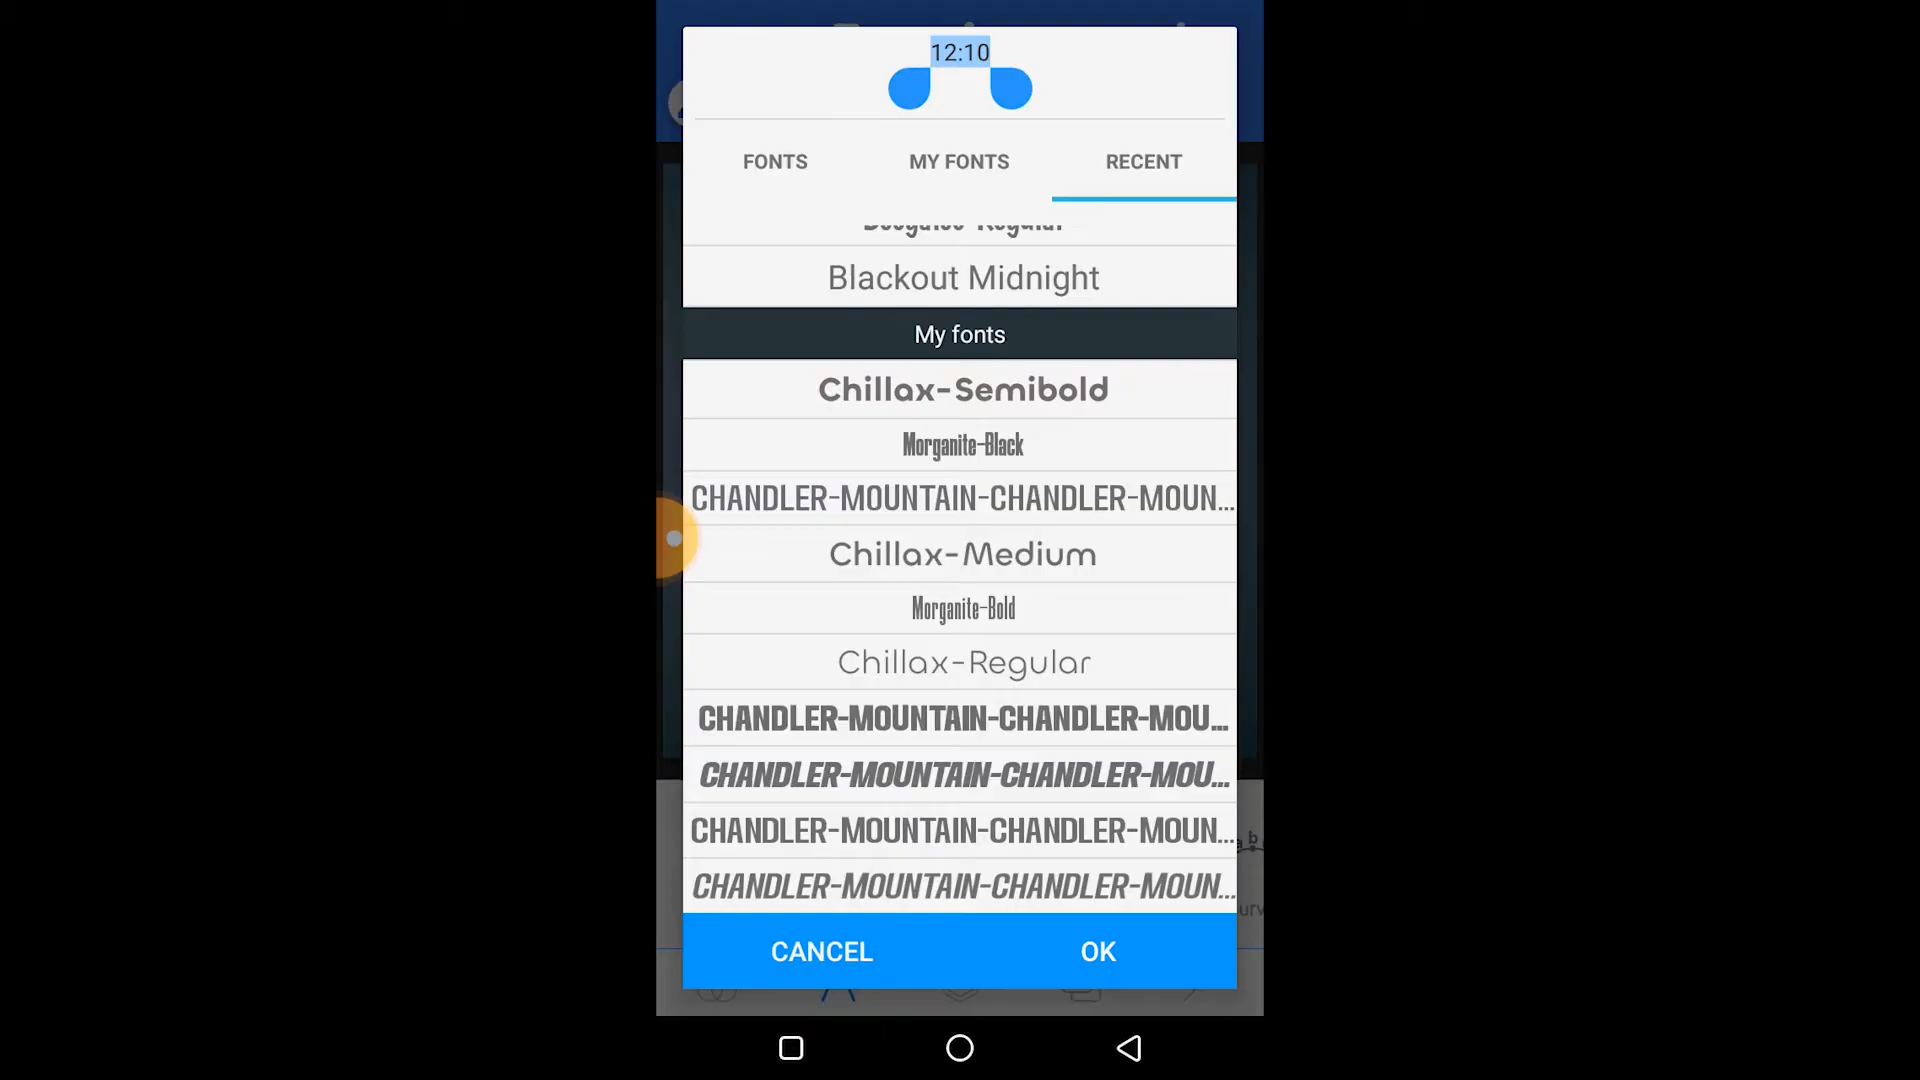 12:10
FONTS
MY FONTS
RECENT
Blackout Midnight
My fonts
Chillax-Semibold
Morganite-Black
CHANDLER-MOUNTAIN-CHANDLER-MOUN...
Chillax-Medium
Morganite-Bold
Chillax-Regular
CHANDLER-MOUNTAIN-CHANDLER-MOU...
CHANDLER-MOUNTAIN-CHANDLER-MOU...
CHANDLER-MOUNTAIN-CHANDLER-MOUN...
CHANDLER-MOUNTAIN-CHANDLER-MOUN...
CANCEL
OK